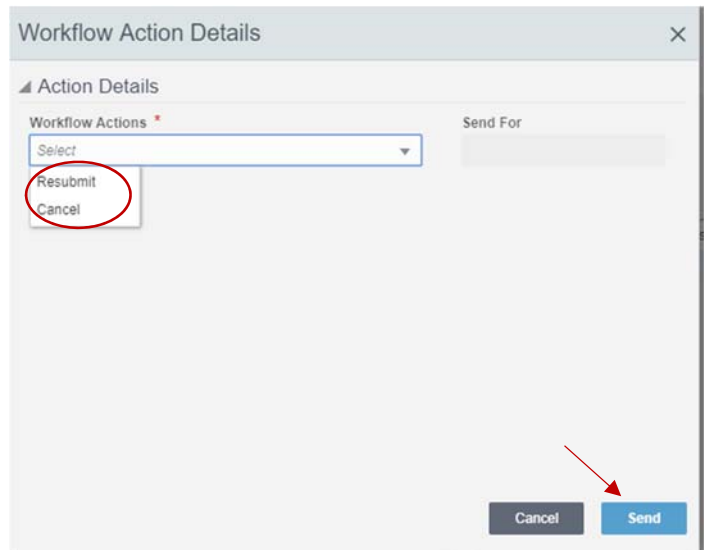 Workflow Action Details
Action Details
Workflow Actions *
Send For
Select
Resubmit
Cancel
Cancel
Send